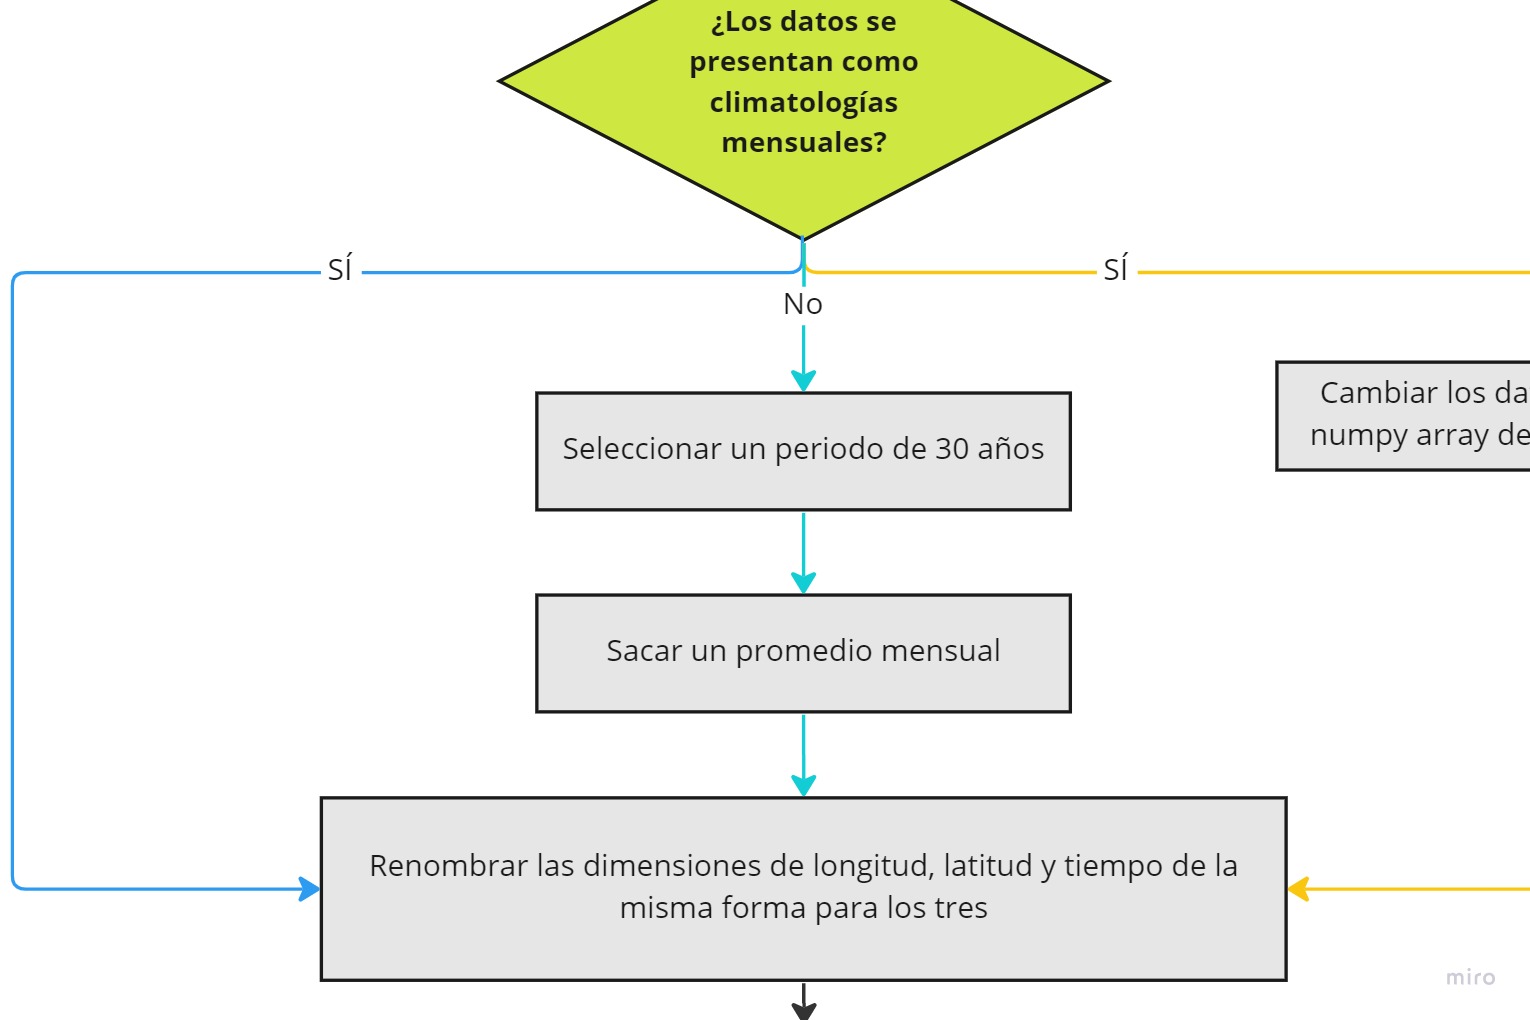 ¿Los datos se
presentan como
climatologías
mensuales?
SÍ
SÍ
No
Cambiar los da
numpy array de
Seleccionar un periodo de 30 años
Sacar un promedio mensual
Renombrar las dimensiones de longitud, latitud y tiempo de la
misma forma para los tres
miro